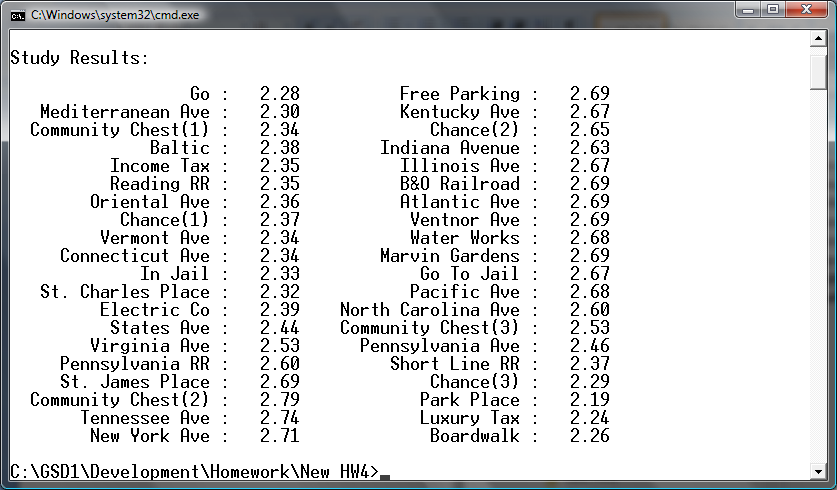 C:\Windows\system32\cmd.exe
Study Results:
Go : 2.28 Free Parking : 2.69
Mediterranean Ave : 2.30 Kentucky Ave : 2.67
Community Chest(1) : 2.34 Chance(2) : 2.65
Baltic : 2.38 Indiana Avenue : 2.63
Income Tax : 2.35 Illinois Ave : 2.67
Reading RR : 2.35 B&O Railroad : 2.69
Oriental Ave : 2.36 Atlantic Ave : 2.69
Chance(1) : 2.37 Ventnor Ave : 2.69
Vermont Ave : 2.34 Water Works : 2.68
Connecticut Ave : 2.34 Marvin Gardens : 2.69
In Jail : 2.33 Go To Jail : 2.67
St. Charles Place : 2.32 Pacific Ave : 2.68
Electric Co : 2.39 North Carolina Ave : 2.60
States Ave : 2.44 Community Chest(3) : 2.53
Virginia Ave : 2.53 Pennsylvania Ave : 2.46
Pennsylvania RR : 2.60 Short Line RR : 2.37
St. James Place : 2.69 Chance(3) : 2.29
Community Chest(2) : 2.79 Park Place : 2.19
Tennessee Ave : 2.74 Luxury Tax : 2.24
New York Ave : 2.71 Boardwalk : 2.26
C:\GSD1\Development\Homework\New HW4>_